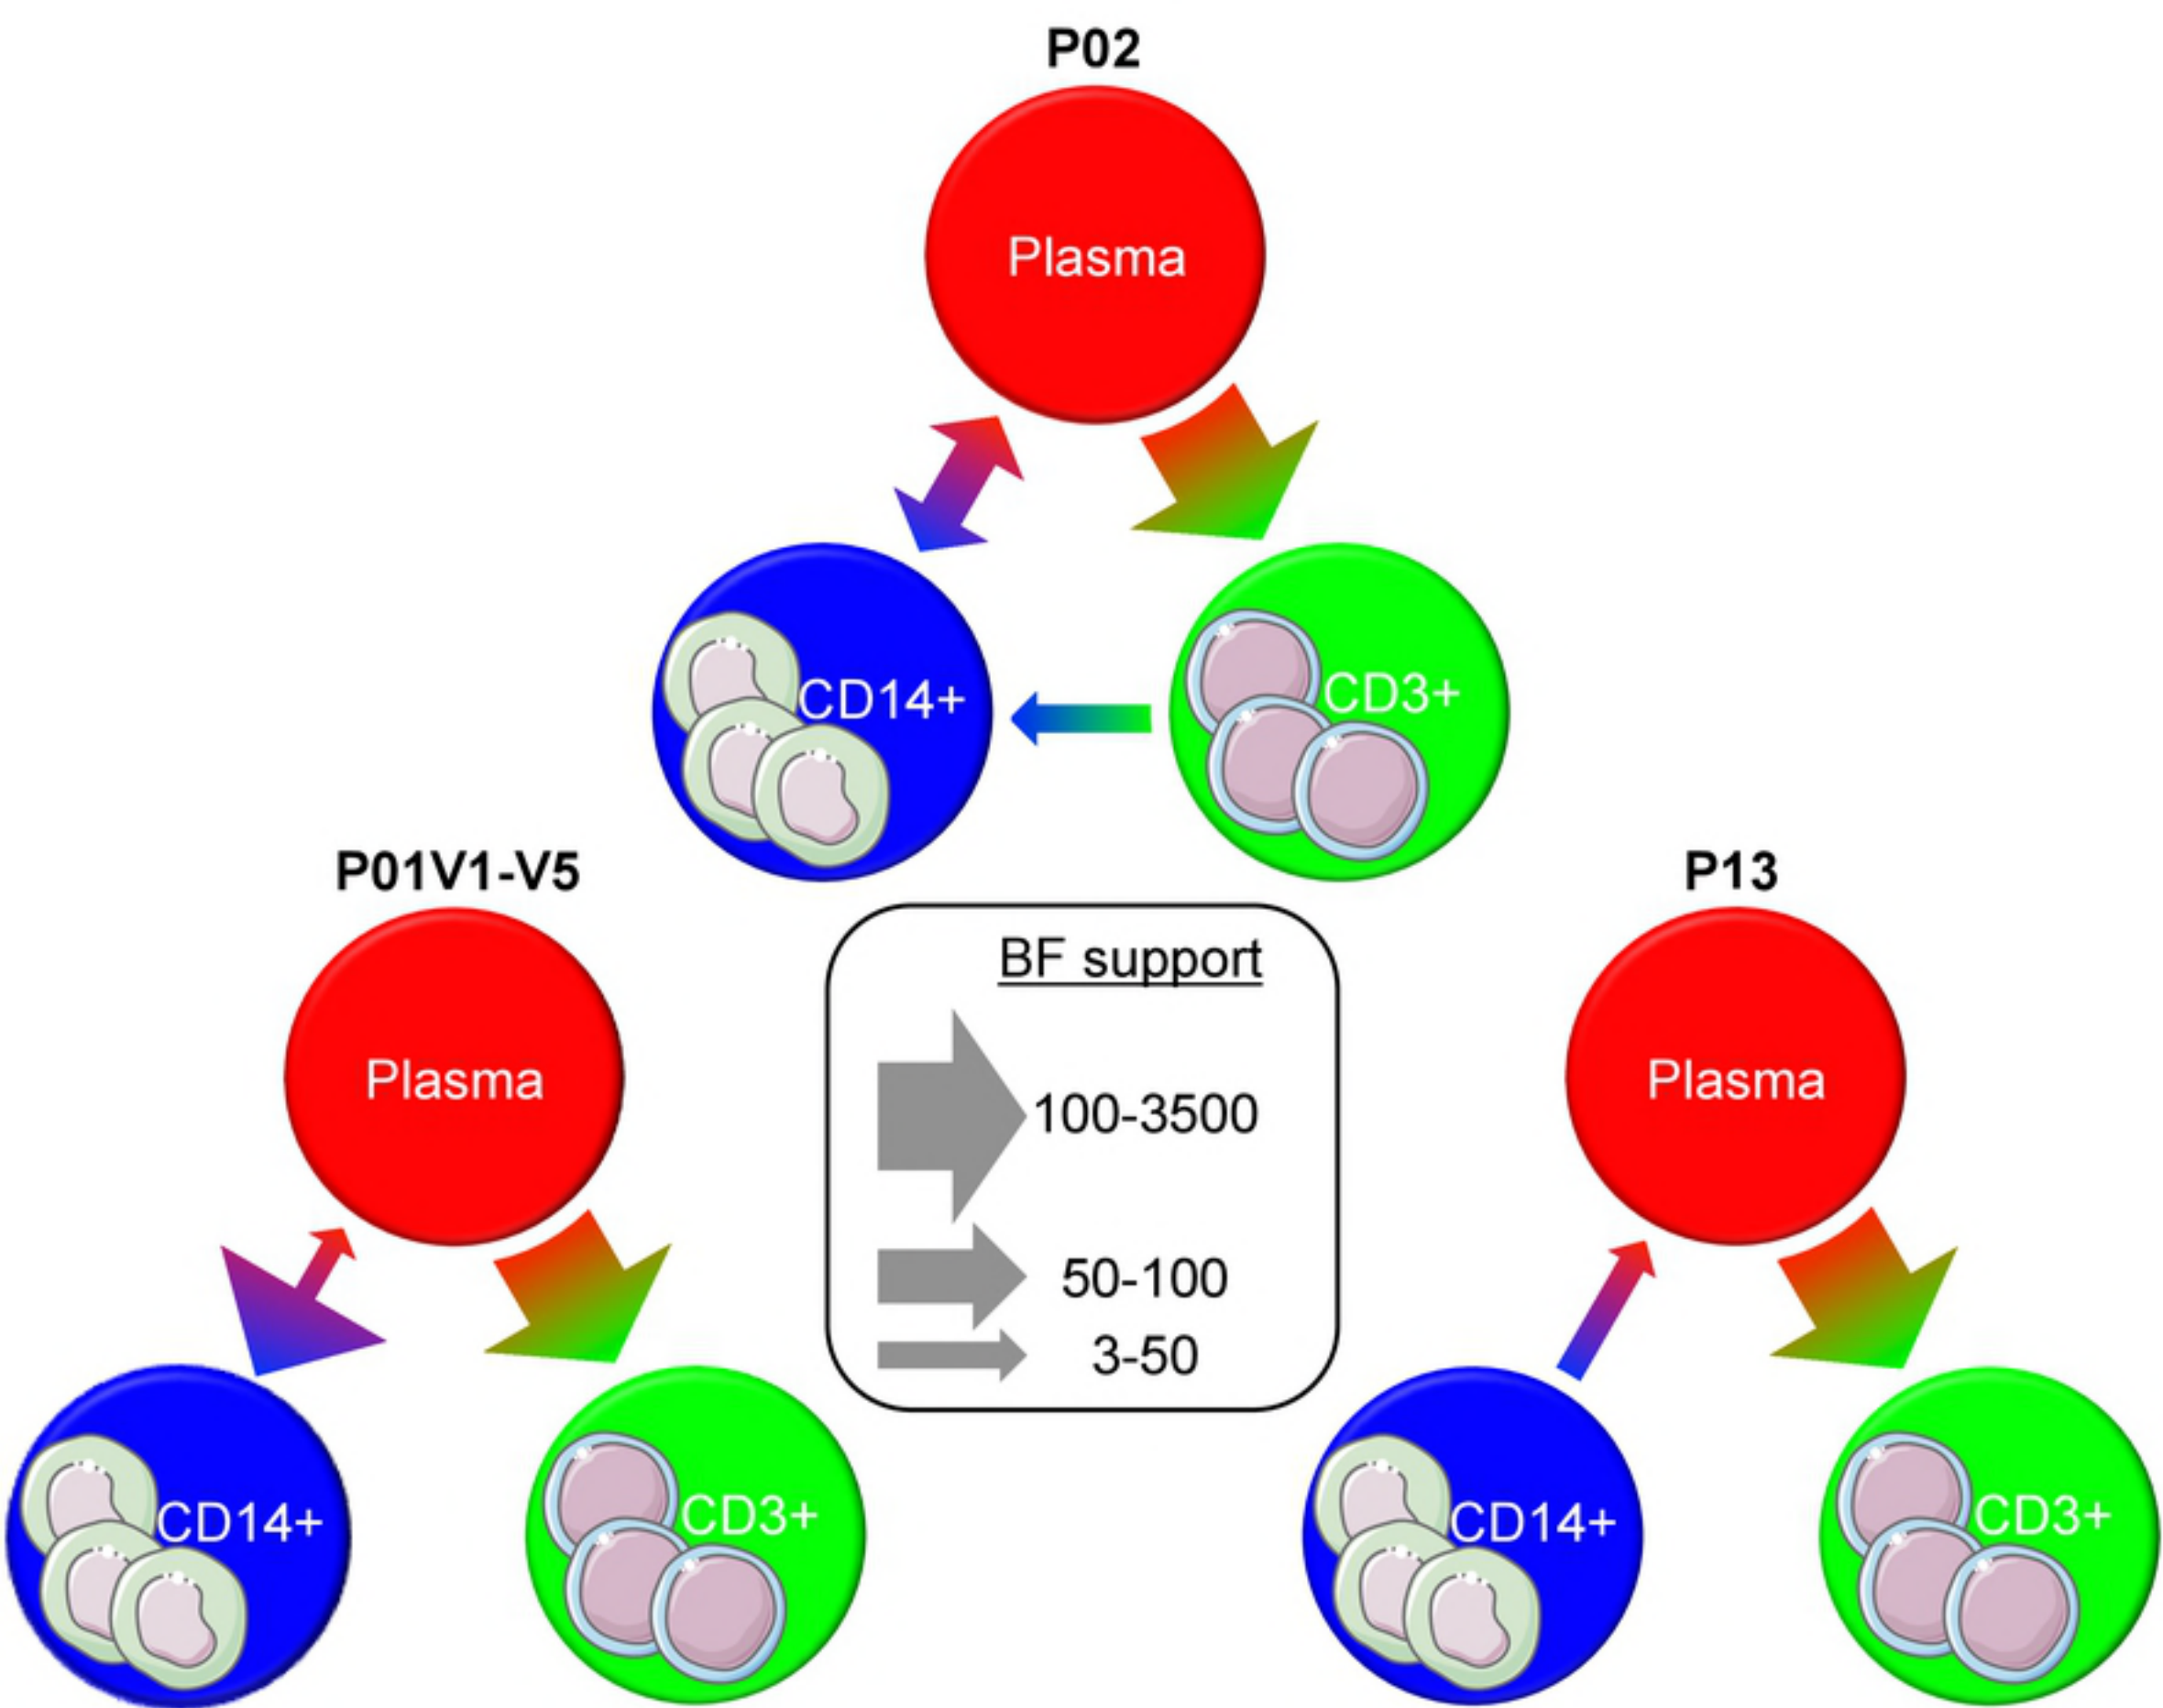 P02
Plasma
CD14+
CD3+
P01V1-V5
Plasma
CD14+
CD3+
BF support
100-3500
50-100
3-50
P13
Plasma
CD14+
CD3+